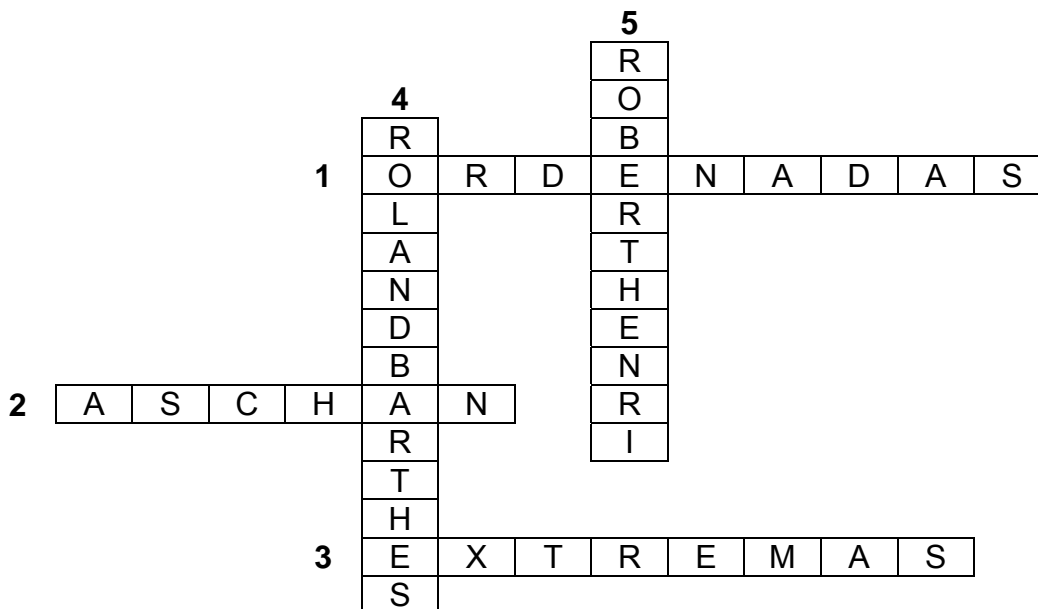 5
R
4 O
R B
1 O R D E N A D A S
L R
A T
N H
D E
B N
2 A S C H A N R
R I
T
H
3 E X T R E M A S
S